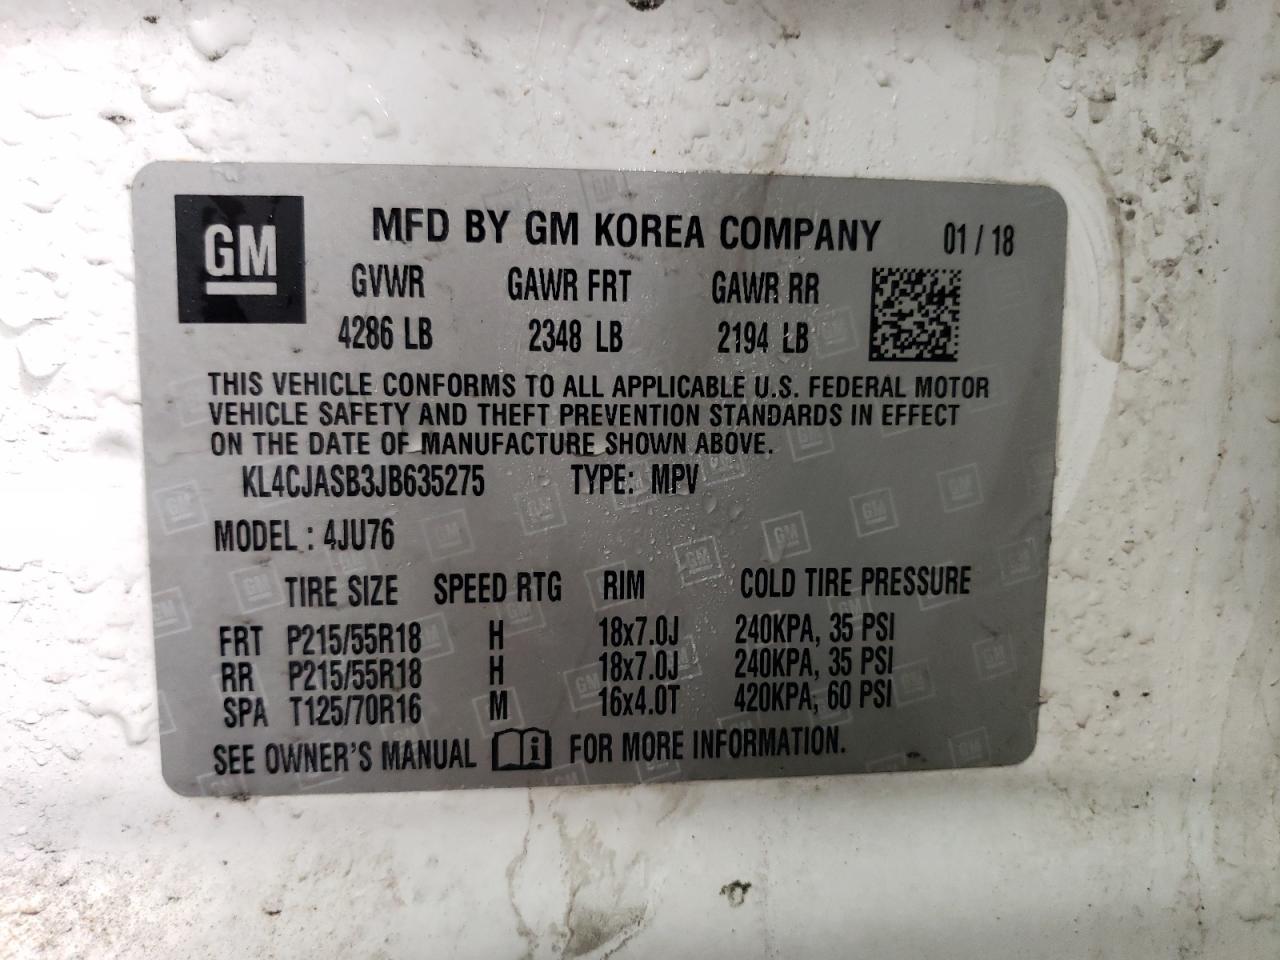 GM
MFD BY GM KOREA COMPANY 01 / 18
GVWR GAWR FRT GAWR RR
4286 LB 2348 LB 2194 LB
THIS VEHICLE CONFORMS TO ALL APPLICABLE U.S. FEDERAL MOTOR
VEHICLE SAFETY AND THEFT PREVENTION STANDARDS IN EFFECT
ON THE DATE OF MANUFACTURE SHOWN ABOVE.
KL4CJASB3JB635275 TYPE: MPV
MODEL : 4JU76
TIRE SIZE SPEED RTG RIM COLD TIRE PRESSURE
FRT P215/55R18 H 18x7.0J 240KPA, 35 PSI
RR P215/55R18 H 18x7.0J 240KPA, 35 PSI
SPA T125/70R16 M 16x4.0T 420KPA, 60 PSI
SEE OWNER'S MANUAL i FOR MORE INFORMATION.